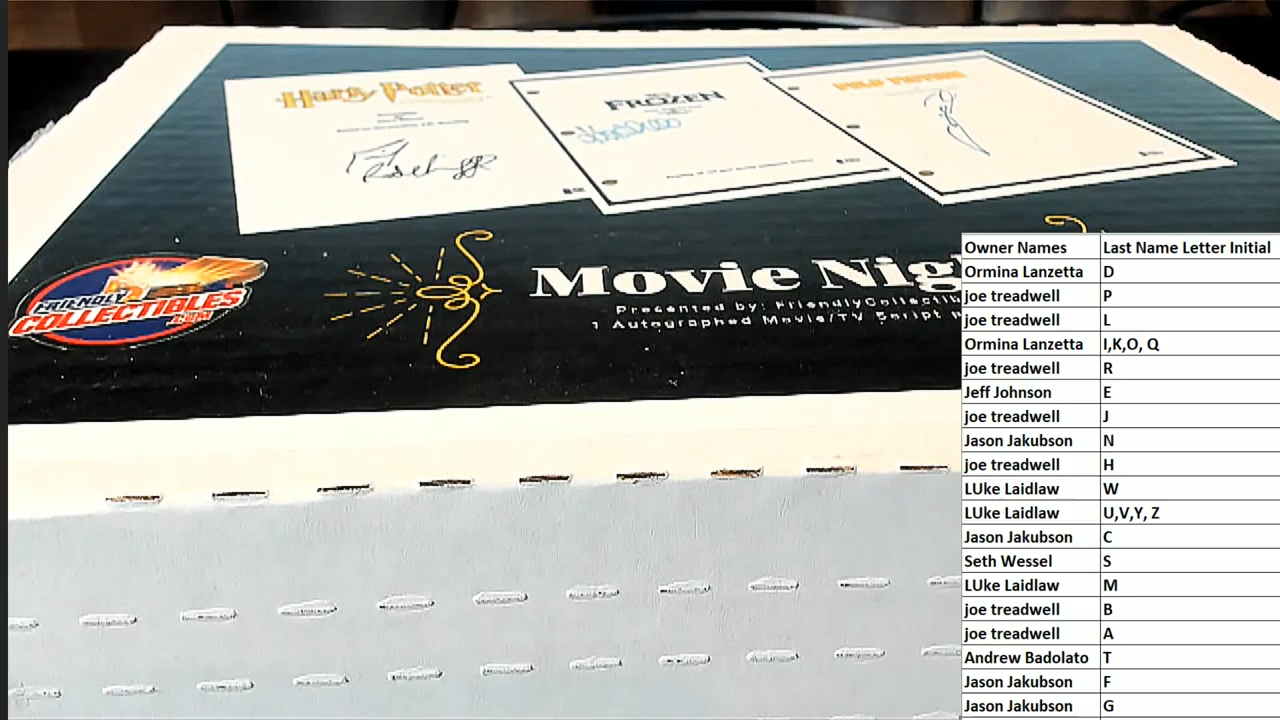 Harry Potter
FROZEN
PULP FICTION
FRIENDLY
COLLECTIBLES
.COM
Movie Nig
Presented by: FriendlyCollectib
1 Autographed Movie/TV Script
Owner Names Last Name Letter Initial
Ormina Lanzetta D
joe treadwell P
joe treadwell L
Ormina Lanzetta I,K,O, Q
joe treadwell R
Jeff Johnson E
joe treadwell J
Jason Jakubson N
joe treadwell H
LUke Laidlaw W
LUke Laidlaw U,V,Y, Z
Jason Jakubson C
Seth Wessel S
LUke Laidlaw M
joe treadwell B
joe treadwell A
Andrew Badolato T
Jason Jakubson F
Jason Jakubson G